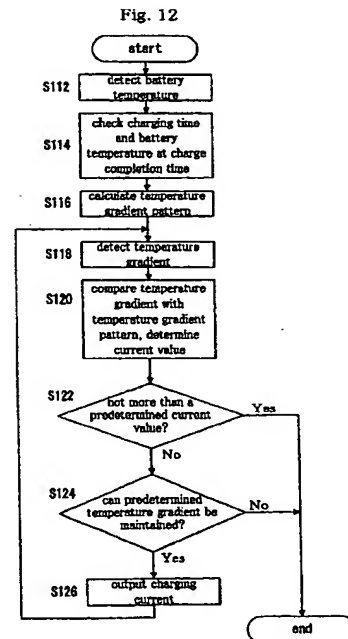 Fig. 12
start
S112
detect battery
temperature
S114
check charging time
and battery
temperature at charge
completion time
S116
calculate temperature
gradient pattern
S118
detect temperature
gradient
S120
compare temperature
gradient with
temperature gradient
pattern, determine
current value
S122
not more than a
predetermined current
value?
Yes
No
S124
can predetermined
temperature gradient be
maintained?
No
Yes
S126
output charging
current
end